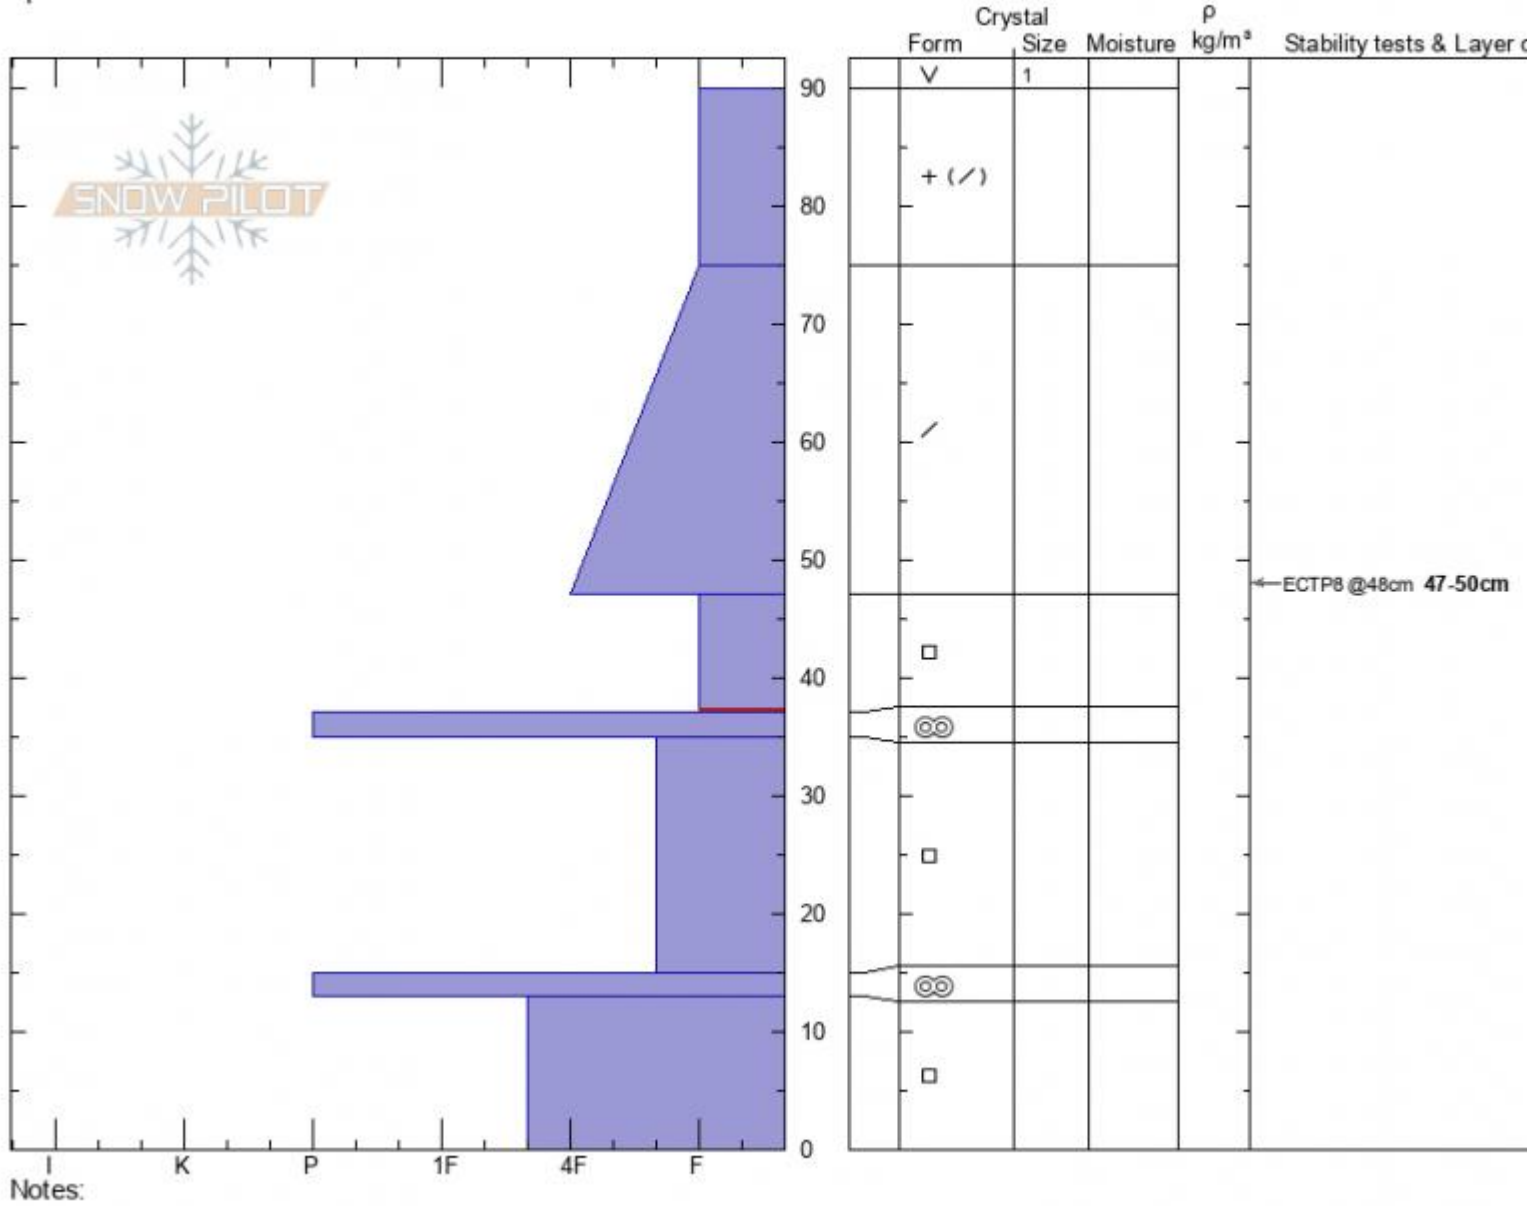 Crystal
ρ
Form Size Moisture kg/m³ Stability tests & Layer
V 1
SNOW PILOT
90
+ (/)
80
70
/
60
50
ECTP8 @48cm 47-50cm
□
40
30
□
20
10
□
0
I K P 1F 4F F
Notes: